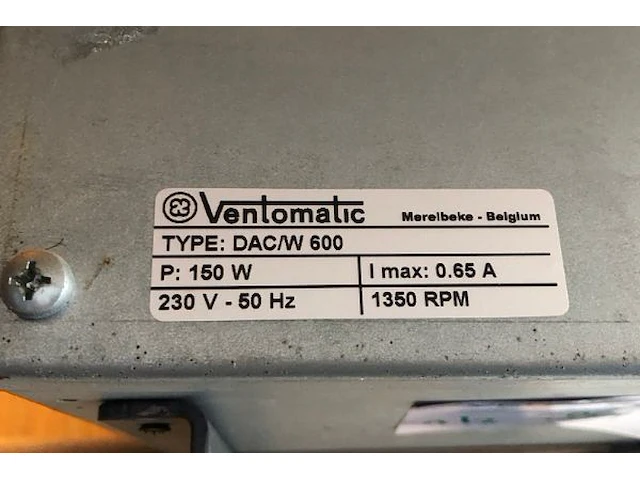 Ventomatic Merelbeke - Belgium
TYPE: DAC/W 600
P: 150 W I max: 0.65 A
230 V - 50 Hz 1350 RPM